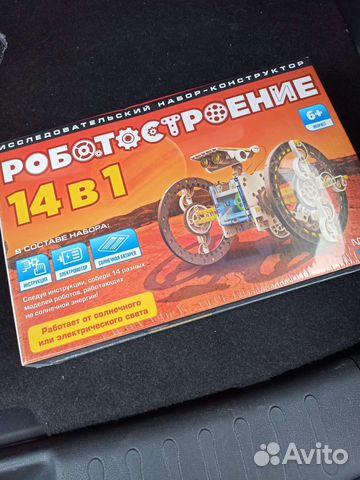 ИССЛЕДОВАТЕЛЬСКИЙ НАБОР-КОНСТРУКТОР
РОБОТОСТРОЕНИЕ
14 В 1
6+
В СОСТАВЕ НАБОРА:
ИНСТРУКЦИЯ
ЭЛЕКТРОМОТОР
СОЛНЕЧНАЯ БАТАРЕЯ
Следуя инструкции, собери 14 разных
моделей роботов, работающих
на солнечной энергии!
Работает от солнечного
или электрического света
Avito